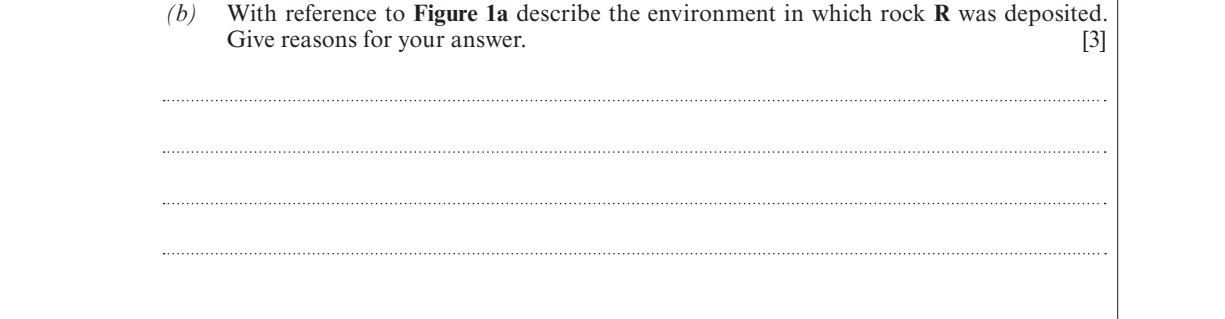 (b) With reference to Figure 1a describe the environment in which rock R was deposited.
Give reasons for your answer. [3]